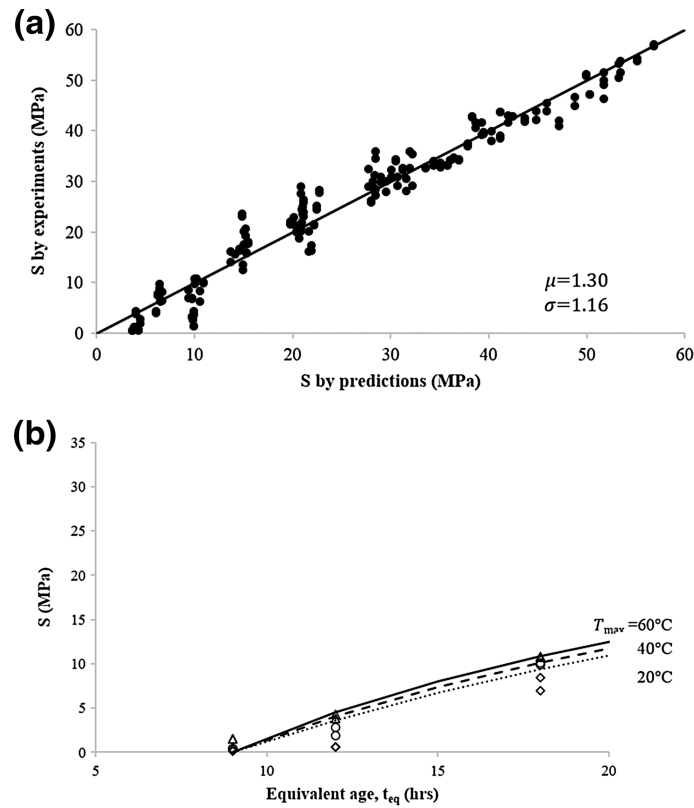 (a)
60
50
40
30
20
10
0
S by experiments (MPa)
μ=1.30
σ=1.16
0 10 20 30 40 50 60
S by predictions (MPa)
(b)
35
30
25
20
15
10
5
0
S (MPa)
Tmax =60°C
40°C
20°C
5 10 15 20
Equivalent age, teq (hrs)